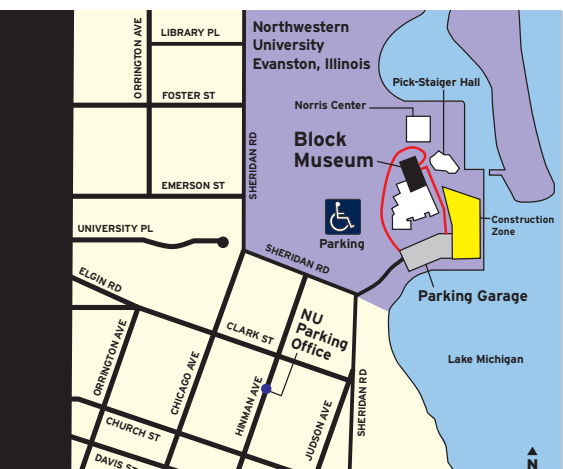 ORRINGTON AVE
LIBRARY PL
Northwestern
University
Evanston, Illinois
Pick-Staiger Hall
FOSTER ST
Norris Center
Block
Museum
SHERIDAN RD
EMERSON ST
Construction
Zone
UNIVERSITY PL
Parking
SHERIDAN RD
ELGIN RD
Parking Garage
NU
Parking
Office
CLARK ST
ORRINGTON AVE
CHICAGO AVE
HINMAN AVE
JUDSON AVE
SHERIDAN RD
Lake Michigan
CHURCH ST
DAVIS ST
N